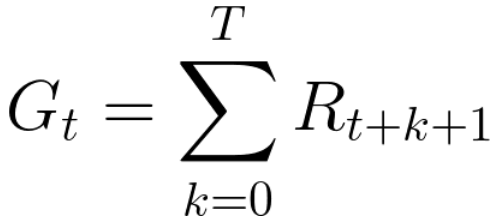 G_t = \sum_{k=0}^{T} R_{t+k+1}